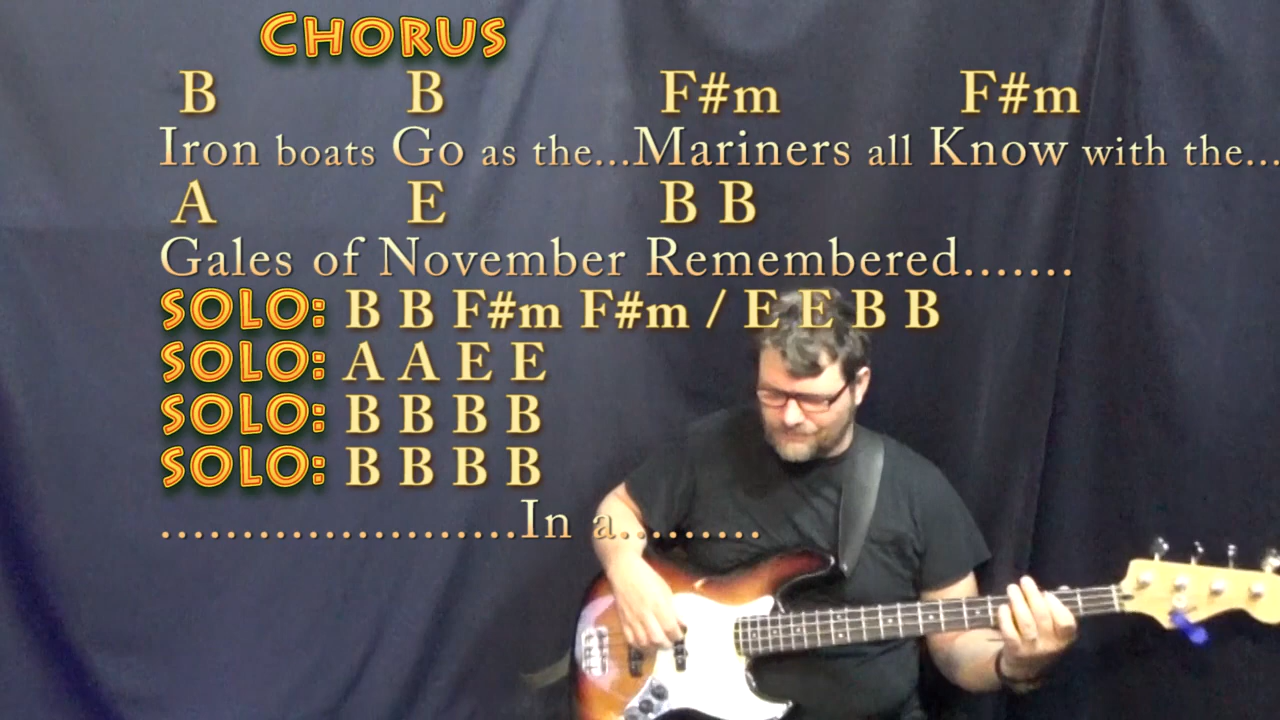 CHORUS
B B F#m F#m
Iron boats Go as the...Mariners all Know with the...
A E B B
Gales of November Remembered.......
SOLO: B B F#m F#m / E E B B
SOLO: A A E E
SOLO: B B B B
SOLO: B B B B
......................In a.........